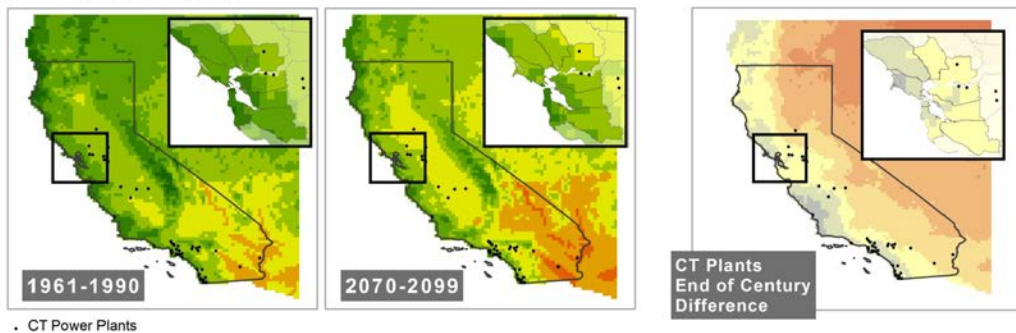 1961-1990
2070-2099
CT Plants
End of Century
Difference
. CT Power Plants